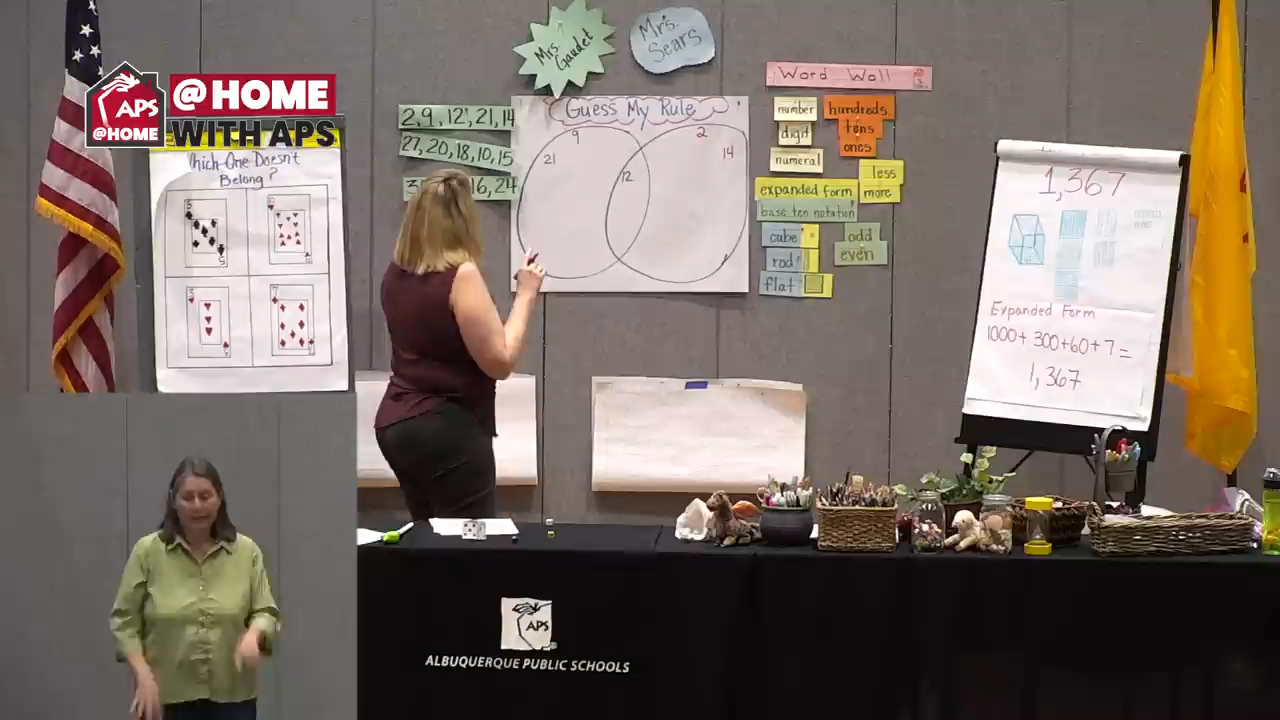 APS
@HOME
@HOME
WITH APS
Which One Doesn't
Belong?
Mrs.
Gaudet
Mrs.
Sears
2,9,12,21,14
27,20,18,10,15
16,24
Guess My Rule
9
21
12
2
14
Word Wall
number
digit
numeral
hundreds
tens
ones
less
more
expanded form
base ten notation
cube
rod
flat
odd
even
1,367
Expanded Form
1000+ 300+60+7=
1,367
APS
ALBUQUERQUE PUBLIC SCHOOLS